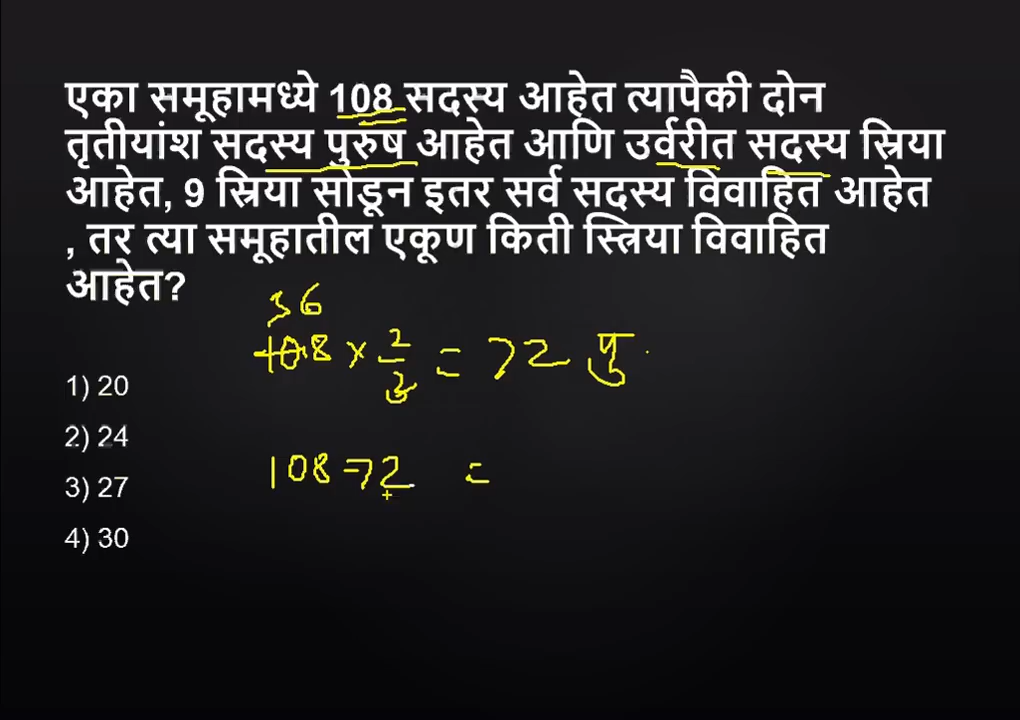 एका समूहामध्ये 108 सदस्य आहेत त्यापैकी दोन
तृतीयांश सदस्य पुरुष आहेत आणि उर्वरीत सदस्य स्रिया
आहेत, 9 स्रिया सोडून इतर सर्व सदस्य विवाहित आहेत
, तर त्या समूहातील एकूण किती स्त्रिया विवाहित
आहेत?
36
108 × 2/3 = 72 पु
1) 20
2) 24
108-72 =
3) 27
4) 30